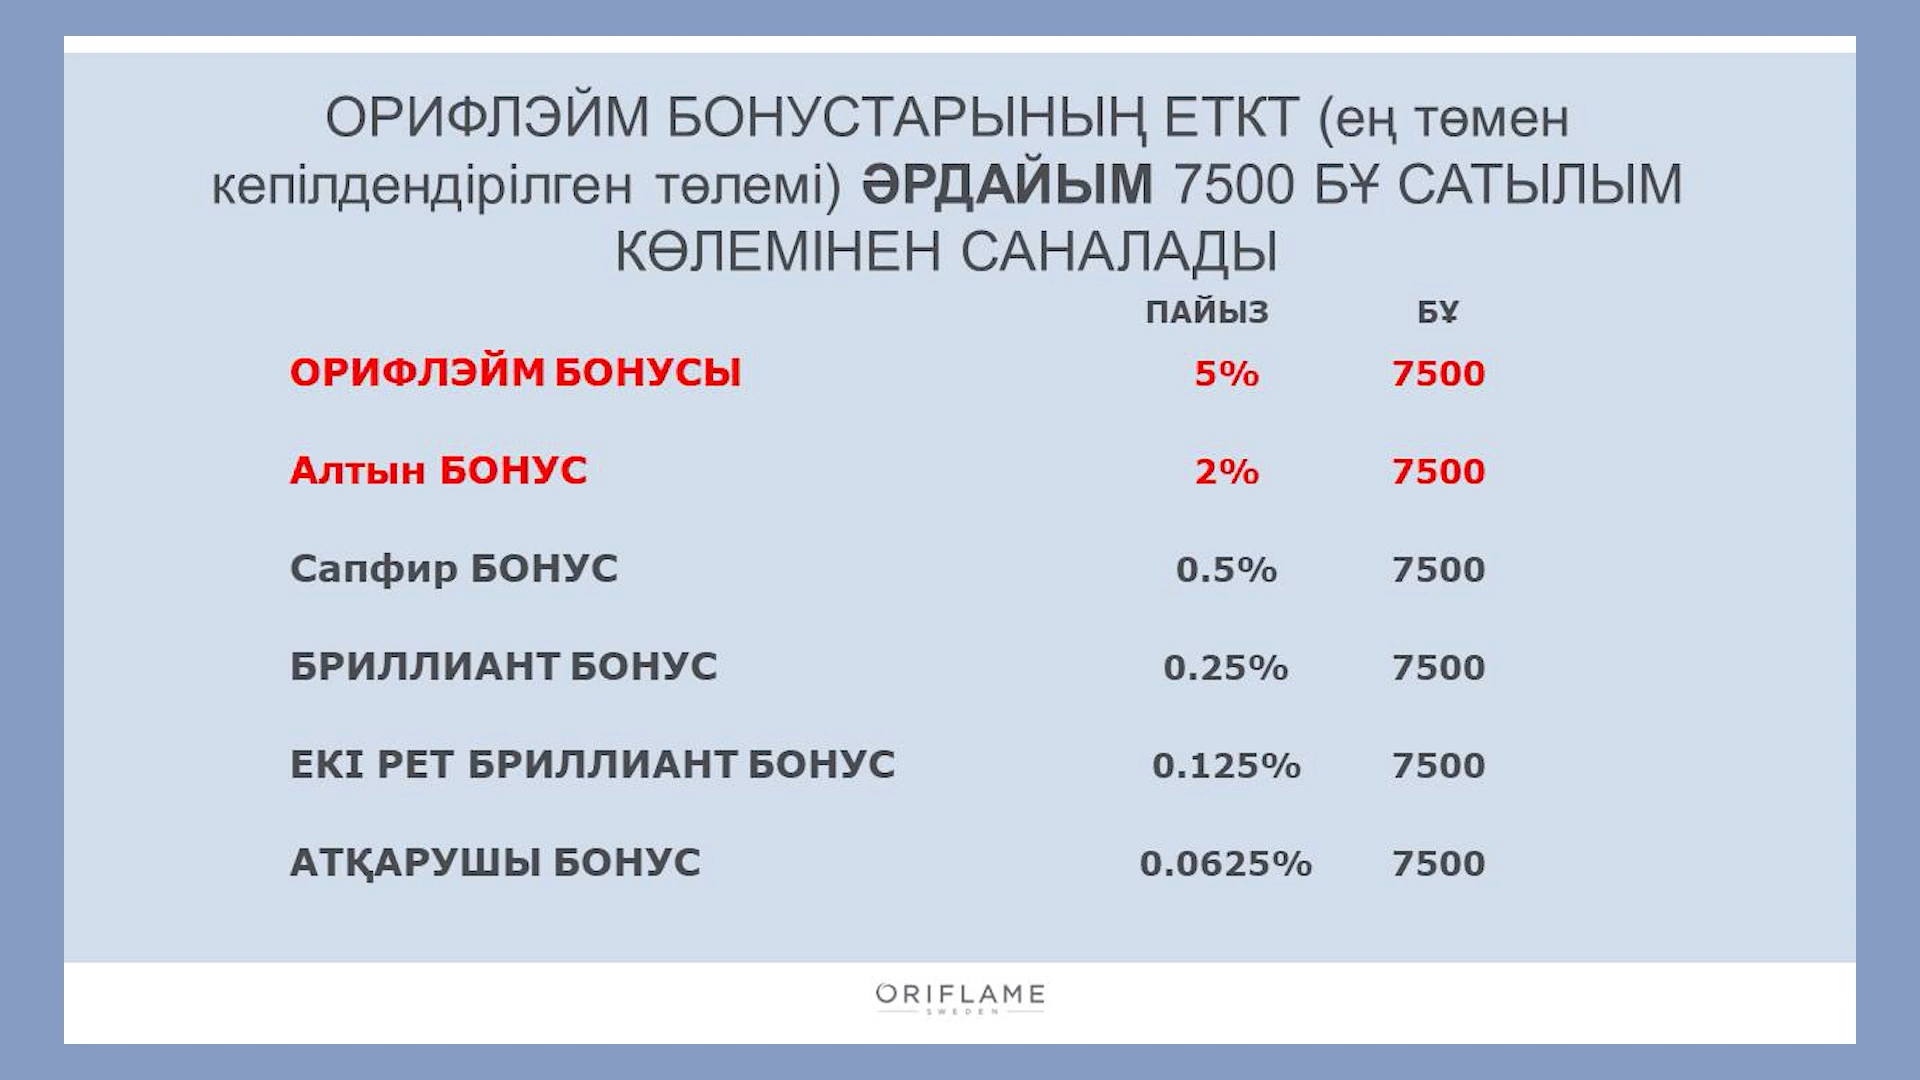 ОРИФЛЭЙМ БОНУСТАРЫНЫҢ ЕТКТ (ең төмен
кепілдендірілген төлемі) ӘРДАЙЫМ 7500 БҰ САТЫЛЫМ
КӨЛЕМІНЕН САНАЛАДЫ
ПАЙЫЗ БҰ
ОРИФЛЭЙМ БОНУСЫ 5% 7500
Алтын БОНУС 2% 7500
Сапфир БОНУС 0.5% 7500
БРИЛЛИАНТ БОНУС 0.25% 7500
ЕКІ РЕТ БРИЛЛИАНТ БОНУС 0.125% 7500
АТҚАРУШЫ БОНУС 0.0625% 7500
ORIFLAME
SWEDEN